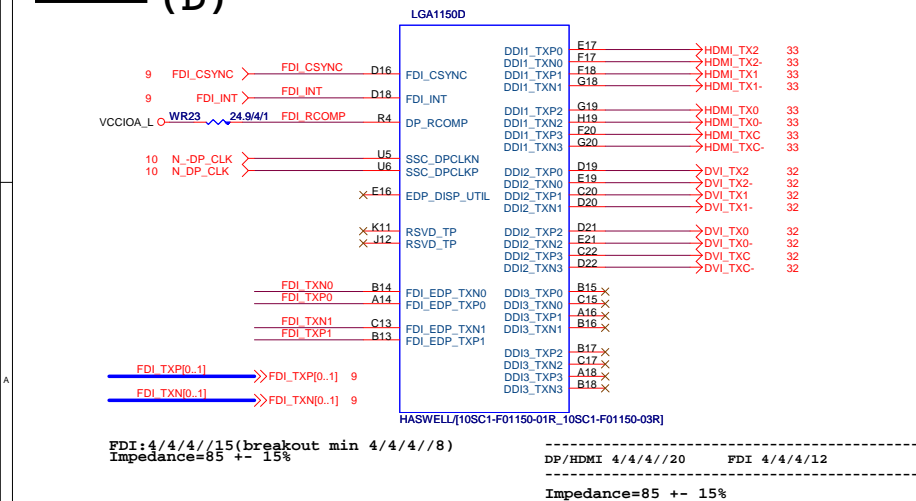 (D)
LGA1150D
9 FDI_CSYNC FDI_CSYNC D16 FDI_CSYNC
9 FDI_INT FDI_INT D18 FDI_INT
VCCIOA_L WR23 24.9/4/1 FDI_RCOMP R4 DP_RCOMP
10 N_-DP_CLK U5 SSC_DPCLKN
10 N_DP_CLK U6 SSC_DPCLKP
E16 EDP_DISP_UTIL
K11 RSVD_TP
J12 RSVD_TP
FDI_TXN0 B14 FDI_EDP_TXN0
FDI_TXP0 A14 FDI_EDP_TXP0
FDI_TXN1 C13 FDI_EDP_TXN1
FDI_TXP1 B13 FDI_EDP_TXP1
FDI_TXP[0..1] FDI_TXP[0..1] 9
FDI_TXN[0..1] FDI_TXN[0..1] 9
DDI1_TXP0 E17 HDMI_TX2 33
DDI1_TXN0 F17 HDMI_TX2- 33
DDI1_TXP1 F18 HDMI_TX1 33
DDI1_TXN1 G18 HDMI_TX1- 33
DDI1_TXP2 G19 HDMI_TX0 33
DDI1_TXN2 H19 HDMI_TX0- 33
DDI1_TXP3 F20 HDMI_TXC 33
DDI1_TXN3 G20 HDMI_TXC- 33
DDI2_TXP0 D19 DVI_TX2 32
DDI2_TXN0 E19 DVI_TX2- 32
DDI2_TXP1 C20 DVI_TX1 32
DDI2_TXN1 D20 DVI_TX1- 32
DDI2_TXP2 D21 DVI_TX0 32
DDI2_TXN2 E21 DVI_TX0- 32
DDI2_TXP3 C22 DVI_TXC 32
DDI2_TXN3 D22 DVI_TXC- 32
DDI3_TXP0 B15
DDI3_TXN0 C15
DDI3_TXP1 A16
DDI3_TXN1 B16
DDI3_TXP2 B17
DDI3_TXN2 C17
DDI3_TXP3 A18
DDI3_TXN3 B18
HASWELL/[10SC1-F01150-01R_10SC1-F01150-03R]
A
FDI:4/4/4//15(breakout min 4/4/4//8)
Impedance=85 +- 15%
DP/HDMI 4/4/4//20 FDI 4/4/4/12
Impedance=85 +- 15%